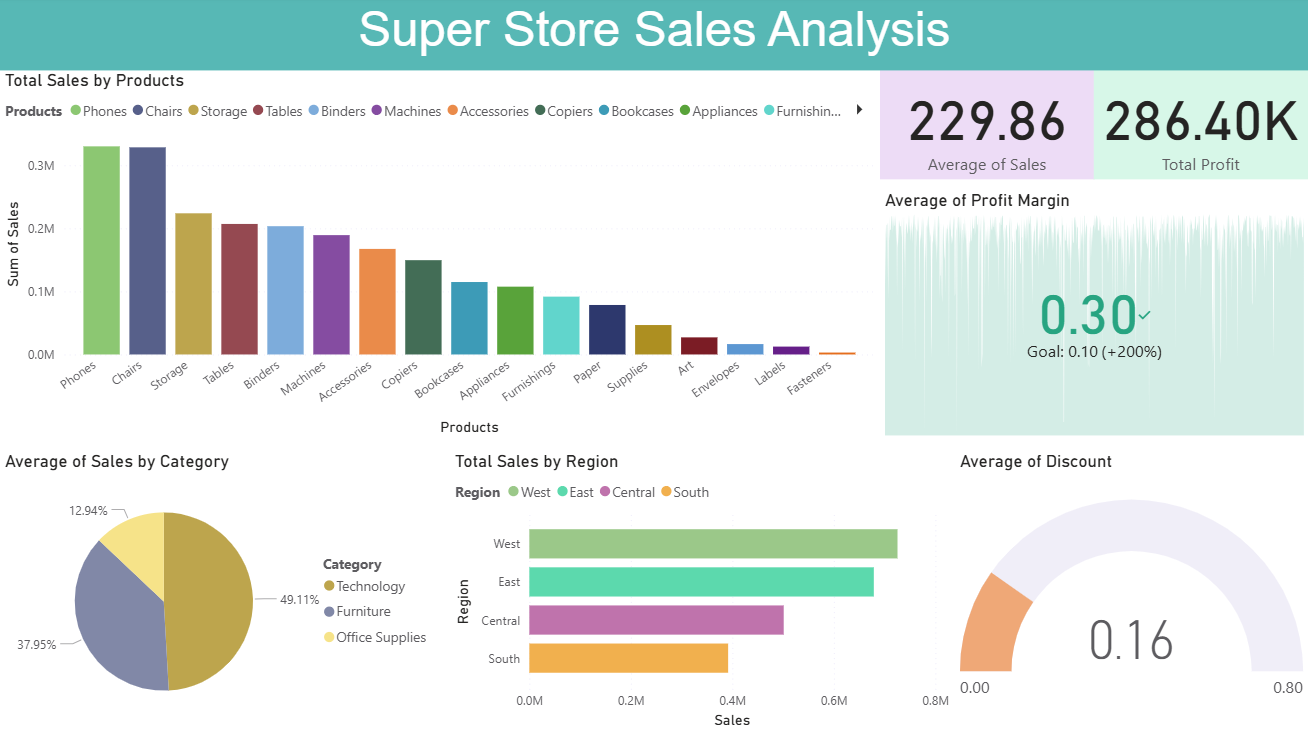 Super Store Sales Analysis
Total Sales by Products
Products Phones Chairs Storage Tables Binders Machines Accessories Copiers Bookcases Appliances Furnishin...
Sum of Sales
0.3M
0.2M
0.1M
0.0M
Phones Chairs Storage Tables Binders Machines Accessories Copiers Bookcases Appliances Furnishings Paper Supplies Art Envelopes Labels Fasteners
Products
229.86
Average of Sales
286.40K
Total Profit
Average of Profit Margin
0.30
Goal: 0.10 (+200%)
Average of Sales by Category
12.94%
49.11%
37.95%
Category
Technology
Furniture
Office Supplies
Total Sales by Region
Region West East Central South
Region
West
East
Central
South
0.0M 0.2M 0.4M 0.6M 0.8M
Sales
Average of Discount
0.16
0.00 0.80